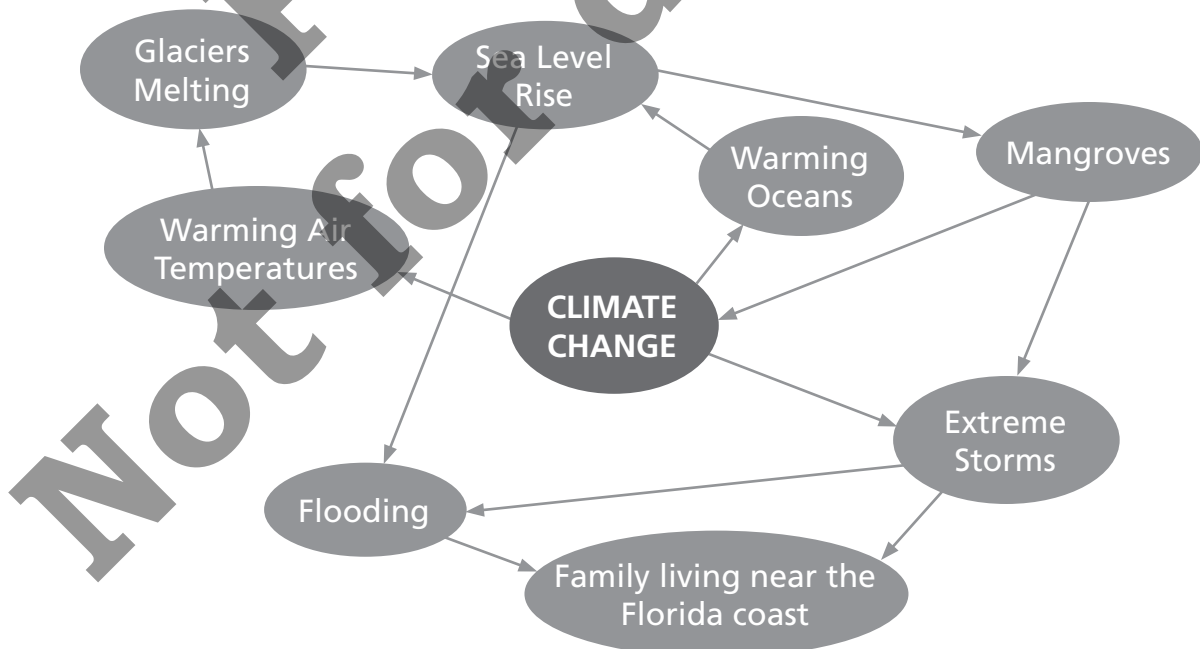 Glaciers
Melting
Sea Level
Rise
Warming
Oceans
Mangroves
Warming Air
Temperatures
CLIMATE
CHANGE
Extreme
Storms
Flooding
Family living near the
Florida coast
Not for